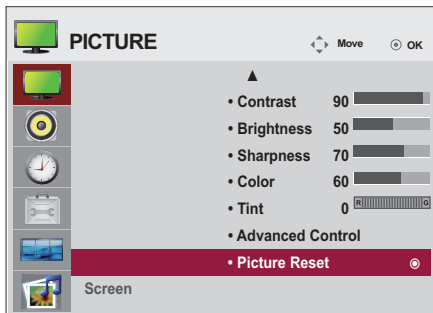 PICTURE
Move
OK
• Contrast 90
• Brightness 50
• Sharpness 70
• Color 60
• Tint 0 R G
• Advanced Control
• Picture Reset
Screen